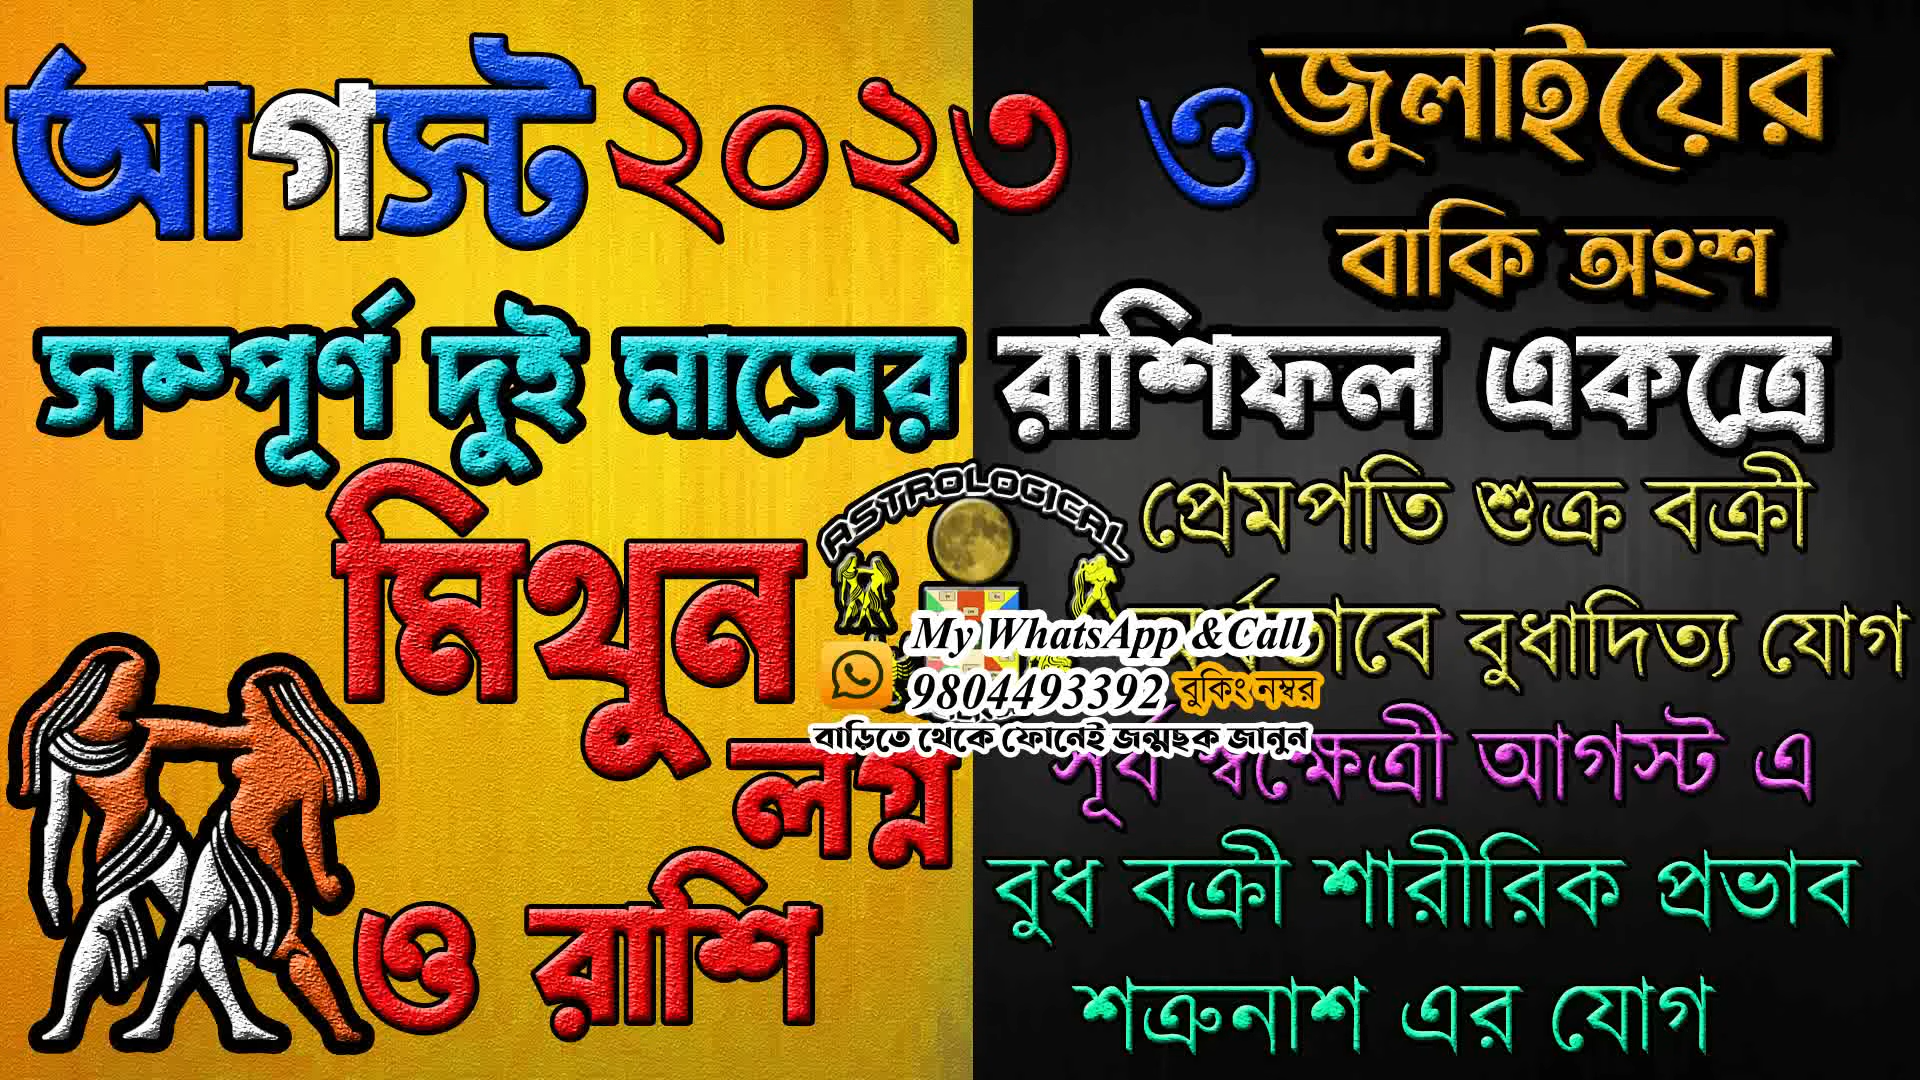 আগস্ট ২০২৩ ও জুলাইয়ের
বাকি অংশ
সম্পূর্ণ দুই মাসের রাশিফল একত্রে
মিথুন
লগ্ন
ও রাশি
ASTROLOGICAL
My WhatsApp &Call
9804493392 বুকিং নম্বর
বাড়িতে থেকে ফোনেই জন্মছক জানুন
প্রেমপতি শুক্র বক্রী
বুধাদিত্য যোগ
সূর্য স্বক্ষেত্রী আগস্ট এ
বুধ বক্রী শারীরিক প্রভাব
শত্রুনাশ এর যোগ